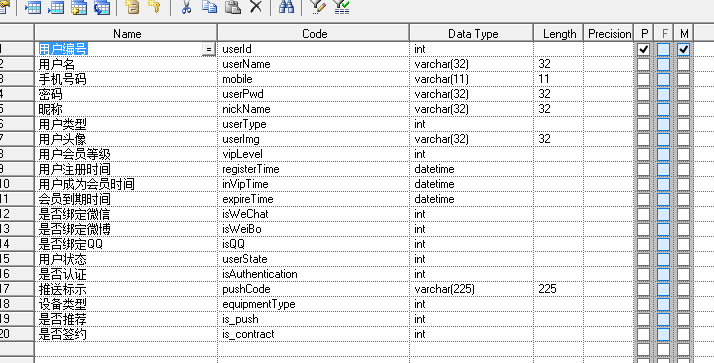 Name Code Data Type Length Precision P F M
1 用户编号 = userId int
2 用户名 userName varchar(32) 32
3 手机号码 mobile varchar(11) 11
4 密码 userPwd varchar(32) 32
5 昵称 nickName varchar(32) 32
6 用户类型 userType int
7 用户头像 userImg varchar(32) 32
8 用户会员等级 vipLevel int
9 用户注册时间 registerTime datetime
10 用户成为会员时间 inVipTime datetime
11 会员到期时间 expireTime datetime
12 是否绑定微信 isWeChat int
13 是否绑定微博 isWeiBo int
14 是否绑定QQ isQQ int
15 用户状态 userState int
16 是否认证 isAuthentication int
17 推送标示 pushCode varchar(225) 225
18 设备类型 equipmentType int
19 是否推荐 is_push int
20 是否签约 is_contract int